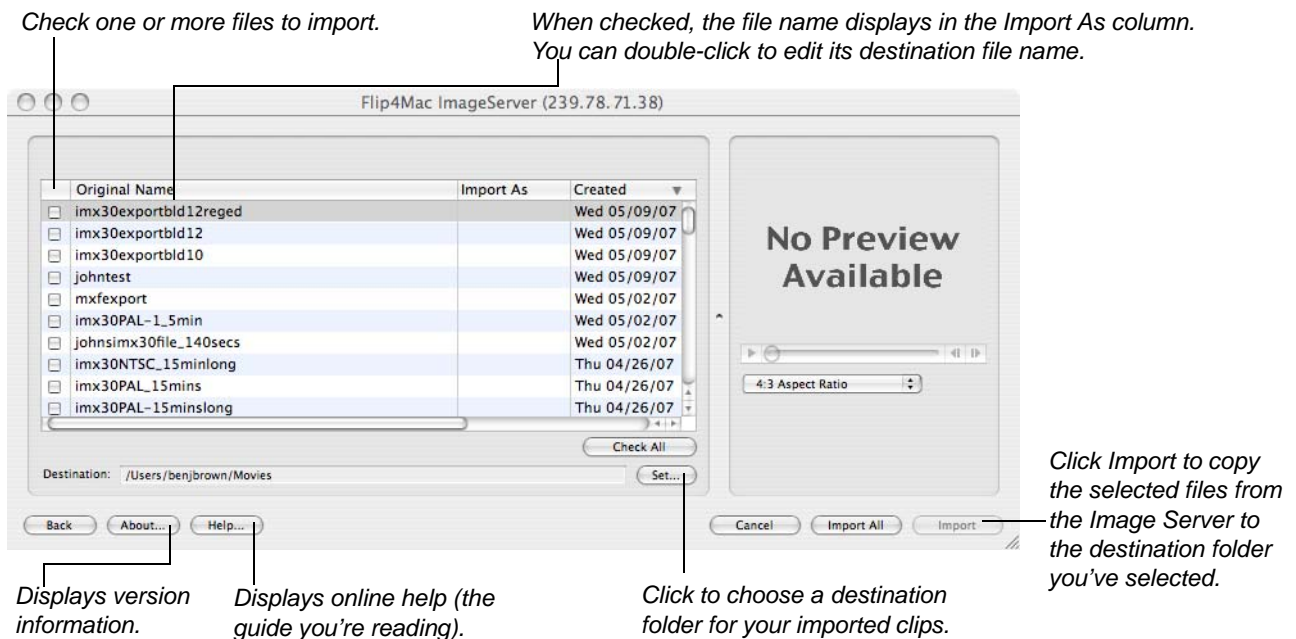 Check one or more files to import.
When checked, the file name displays in the Import As column.
You can double-click to edit its destination file name.
Flip4Mac ImageServer (239.78.71.38)
Original Name Import As Created
imx30exportbld12reged Wed 05/09/07
imx30exportbld12 Wed 05/09/07
imx30exportbld10 Wed 05/09/07
johntest Wed 05/09/07
mxfexport Wed 05/02/07
imx30PAL-1_5min Wed 05/02/07
johnsimx30file_140secs Wed 05/02/07
imx30NTSC_15minlong Thu 04/26/07
imx30PAL_15mins Thu 04/26/07
imx30PAL-15minslong Thu 04/26/07
Check All
Destination: /Users/benjbrown/Movies Set...
No Preview
Available
4:3 Aspect Ratio
Back About... Help... Cancel Import All Import
Click Import to copy
the selected files from
the Image Server to
the destination folder
you've selected.
Displays version
information.
Displays online help (the
guide you're reading).
Click to choose a destination
folder for your imported clips.